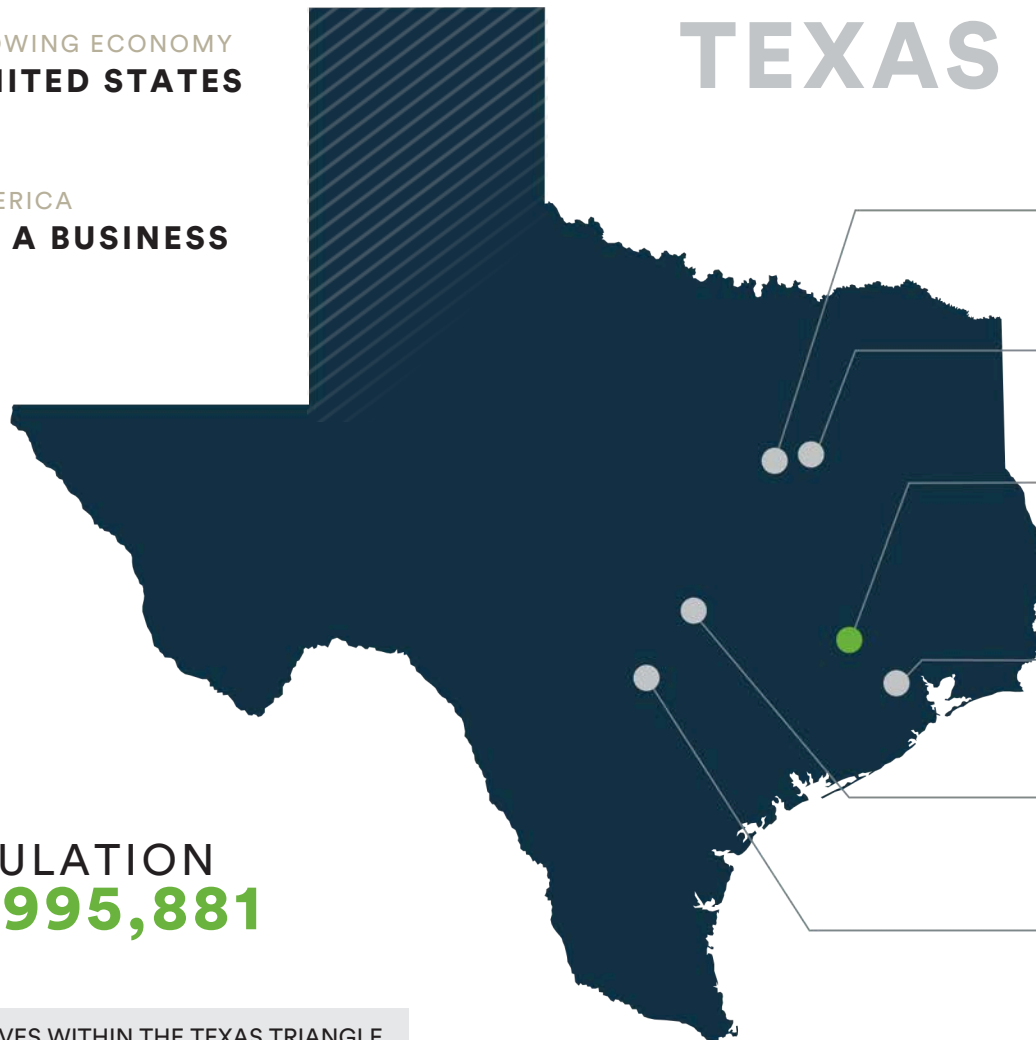 OWING ECONOMY
NITED STATES
TEXAS
ERICA
A BUSINESS
ULATION
995,881
VES WITHIN THE TEXAS TRIANGLE